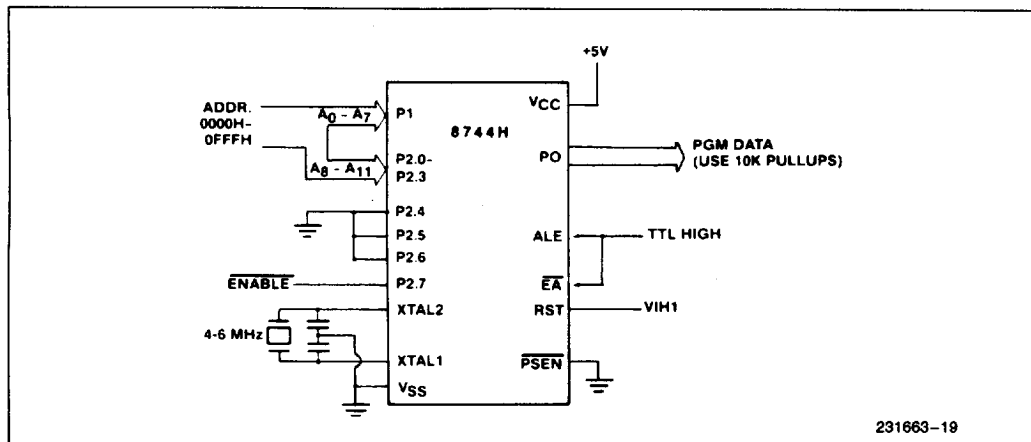 +5V
ADDR.
0000H-
0FFFH
A0 - A7
P1
VCC
8744H
P2.0-
P2.3
A8 - A11
PO
PGM DATA
(USE 10K PULLUPS)
P2.4
P2.5
P2.6
ALE
TTL HIGH
ENABLE
P2.7
EA
XTAL2
RST
VIH1
4-6 MHz
XTAL1
PSEN
VSS
231663-19